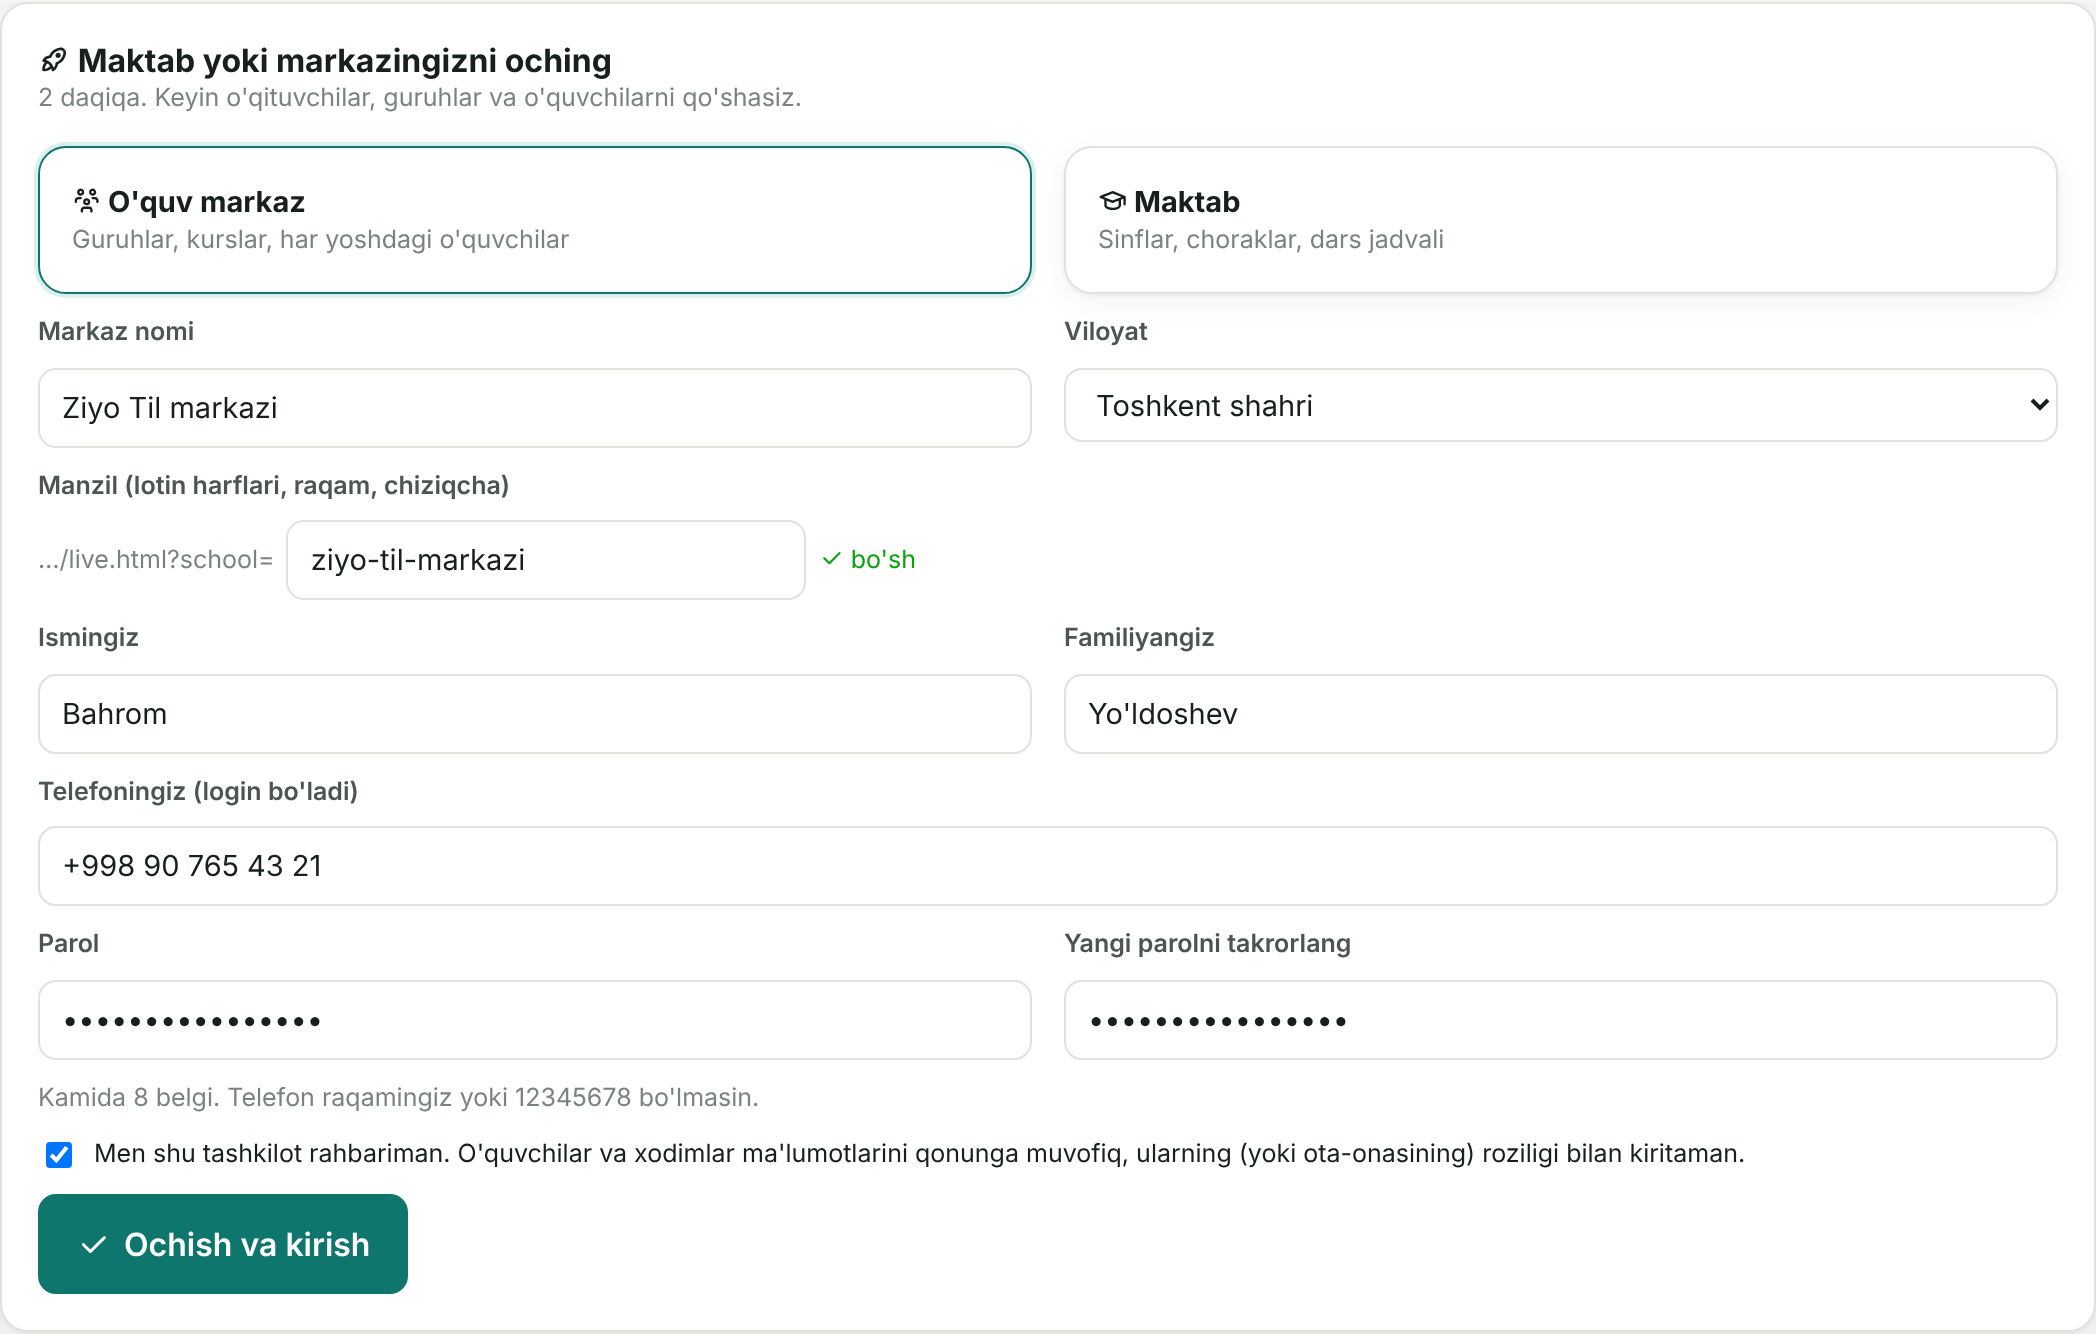 Maktab yoki markazingizni oching
2 daqiqa. Keyin o'qituvchilar, guruhlar va o'quvchilarni qo'shasiz.
O'quv markaz
Guruhlar, kurslar, har yoshdagi o'quvchilar
Maktab
Sinflar, choraklar, dars jadvali
Markaz nomi
Ziyo Til markazi
Viloyat
Toshkent shahri
Manzil (lotin harflari, raqam, chiziqcha)
.../live.html?school=
ziyo-til-markazi
bo'sh
Ismingiz
Bahrom
Familiyangiz
Yo'ldoshev
Telefoningiz (login bo'ladi)
+998 90 765 43 21
Parol
••••••••••••••••
Yangi parolni takrorlang
••••••••••••••••
Kamida 8 belgi. Telefon raqamingiz yoki 12345678 bo'lmasin.
Men shu tashkilot rahbariman. O'quvchilar va xodimlar ma'lumotlarini qonunga muvofiq, ularning (yoki ota-onasining) roziligi bilan kiritaman.
Ochish va kirish